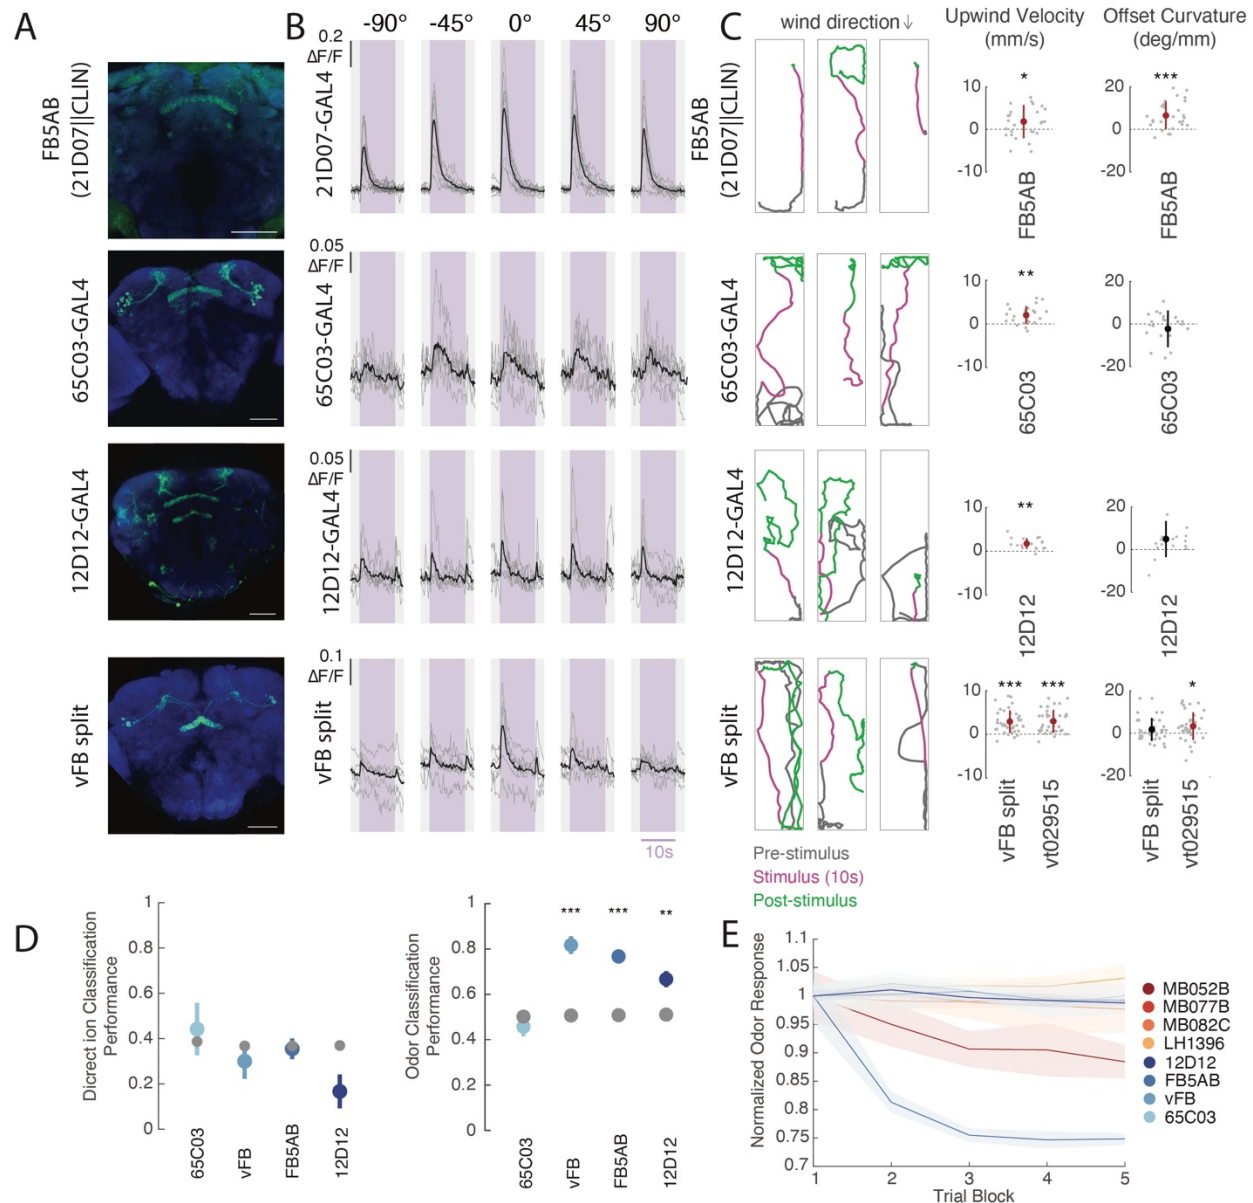 A
B
-90°
-45°
0°
45°
90°
C
wind direction ↓
Upwind Velocity
(mm/s)
Offset Curvature
(deg/mm)
FB5AB
(21D07||CLIN)
0.2
ΔF/F
21D07-GAL4
FB5AB
(21D07||CLIN)
10
0
-10
*
FB5AB
20
0
-20
***
FB5AB
65C03-GAL4
0.05
ΔF/F
65C03-GAL4
65C03-GAL4
10
0
-10
**
65C03
20
0
-20
65C03
12D12-GAL4
0.05
ΔF/F
12D12-GAL4
12D12-GAL4
10
0
-10
**
12D12
20
0
-20
12D12
vFB split
0.1
ΔF/F
vFB split
10s
vFB split
Pre-stimulus
Stimulus (10s)
Post-stimulus
10
0
-10
*** ***
vFB split
vt029515
20
0
-20
*
vFB split
vt029515
D
Dicrect ion Classification
Performance
1
0.8
0.6
0.4
0.2
0
65C03
vFB
FB5AB
12D12
Odor Classification
Performance
1
0.8
0.6
0.4
0.2
0
*** *** **
65C03
vFB
FB5AB
12D12
E
Normalized Odor Response
1.1
1.05
1
0.95
0.9
0.85
0.8
0.75
0.7
1 2 3 4 5
Trial Block
MB052B
MB077B
MB082C
LH1396
12D12
FB5AB
vFB
65C03